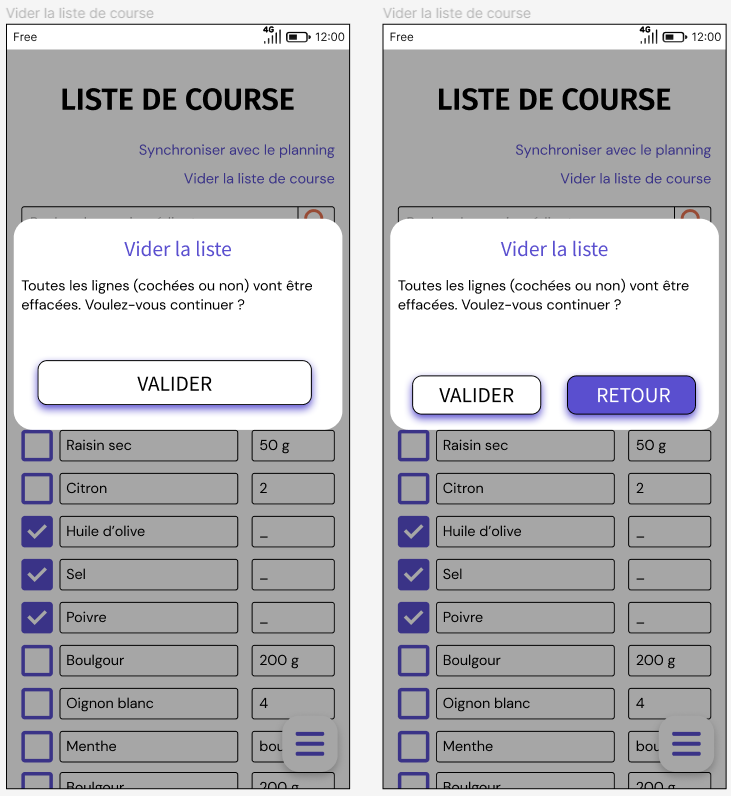 Vider la liste de course
Free
4G
12:00
LISTE DE COURSE
Synchroniser avec le planning
Vider la liste de course
Vider la liste
Toutes les lignes (cochées ou non) vont être
effacées. Voulez-vous continuer ?
VALIDER
Raisin sec
50 g
Citron
2
Huile d'olive
_
Sel
_
Poivre
_
Boulgour
200 g
Oignon blanc
4
Menthe
bou
Boulgour
200 g
Vider la liste de course
Free
4G
12:00
LISTE DE COURSE
Synchroniser avec le planning
Vider la liste de course
Vider la liste
Toutes les lignes (cochées ou non) vont être
effacées. Voulez-vous continuer ?
VALIDER
RETOUR
Raisin sec
50 g
Citron
2
Huile d'olive
_
Sel
_
Poivre
_
Boulgour
200 g
Oignon blanc
4
Menthe
bou
Boulgour
200 g